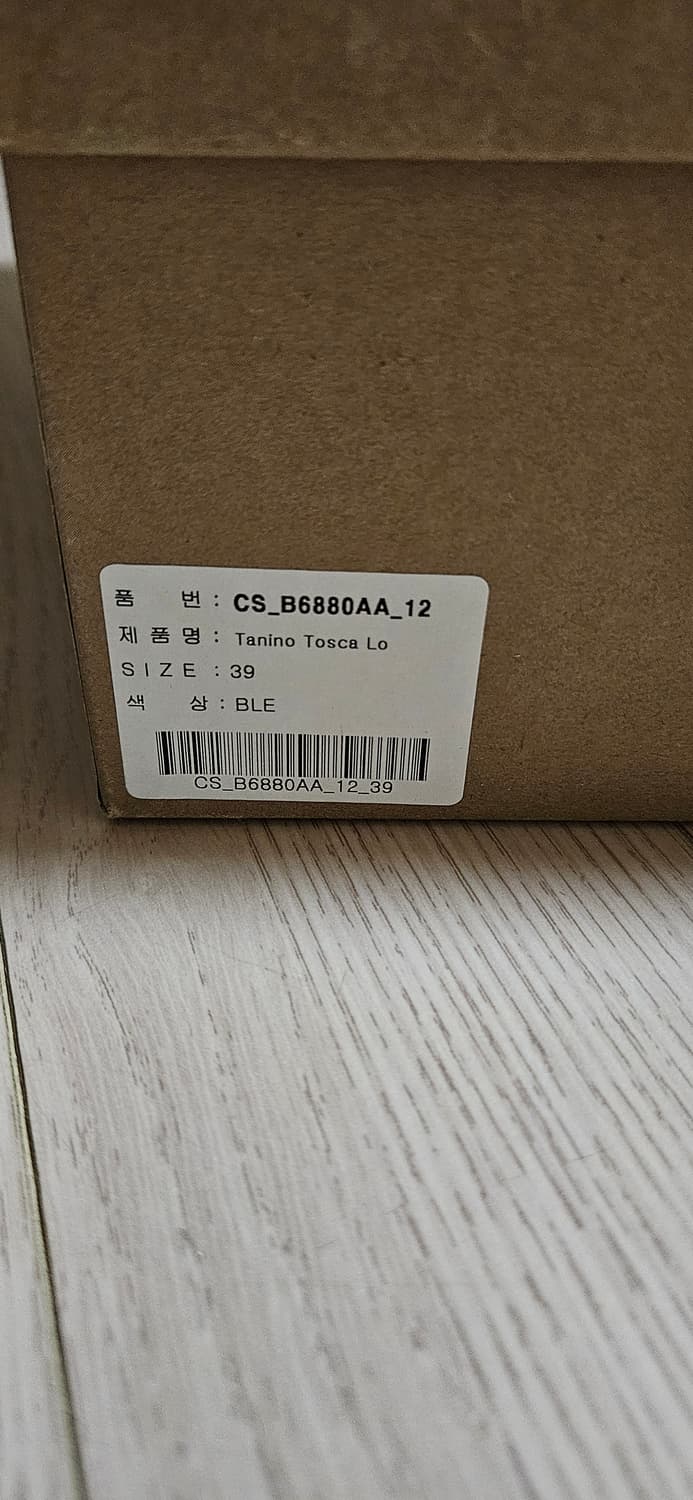 품 번 : CS_B6880AA_12
제 품 명 : Tanino Tosca Lo
SIZE : 39
색 상 : BLE
CS_B6880AA_12_39